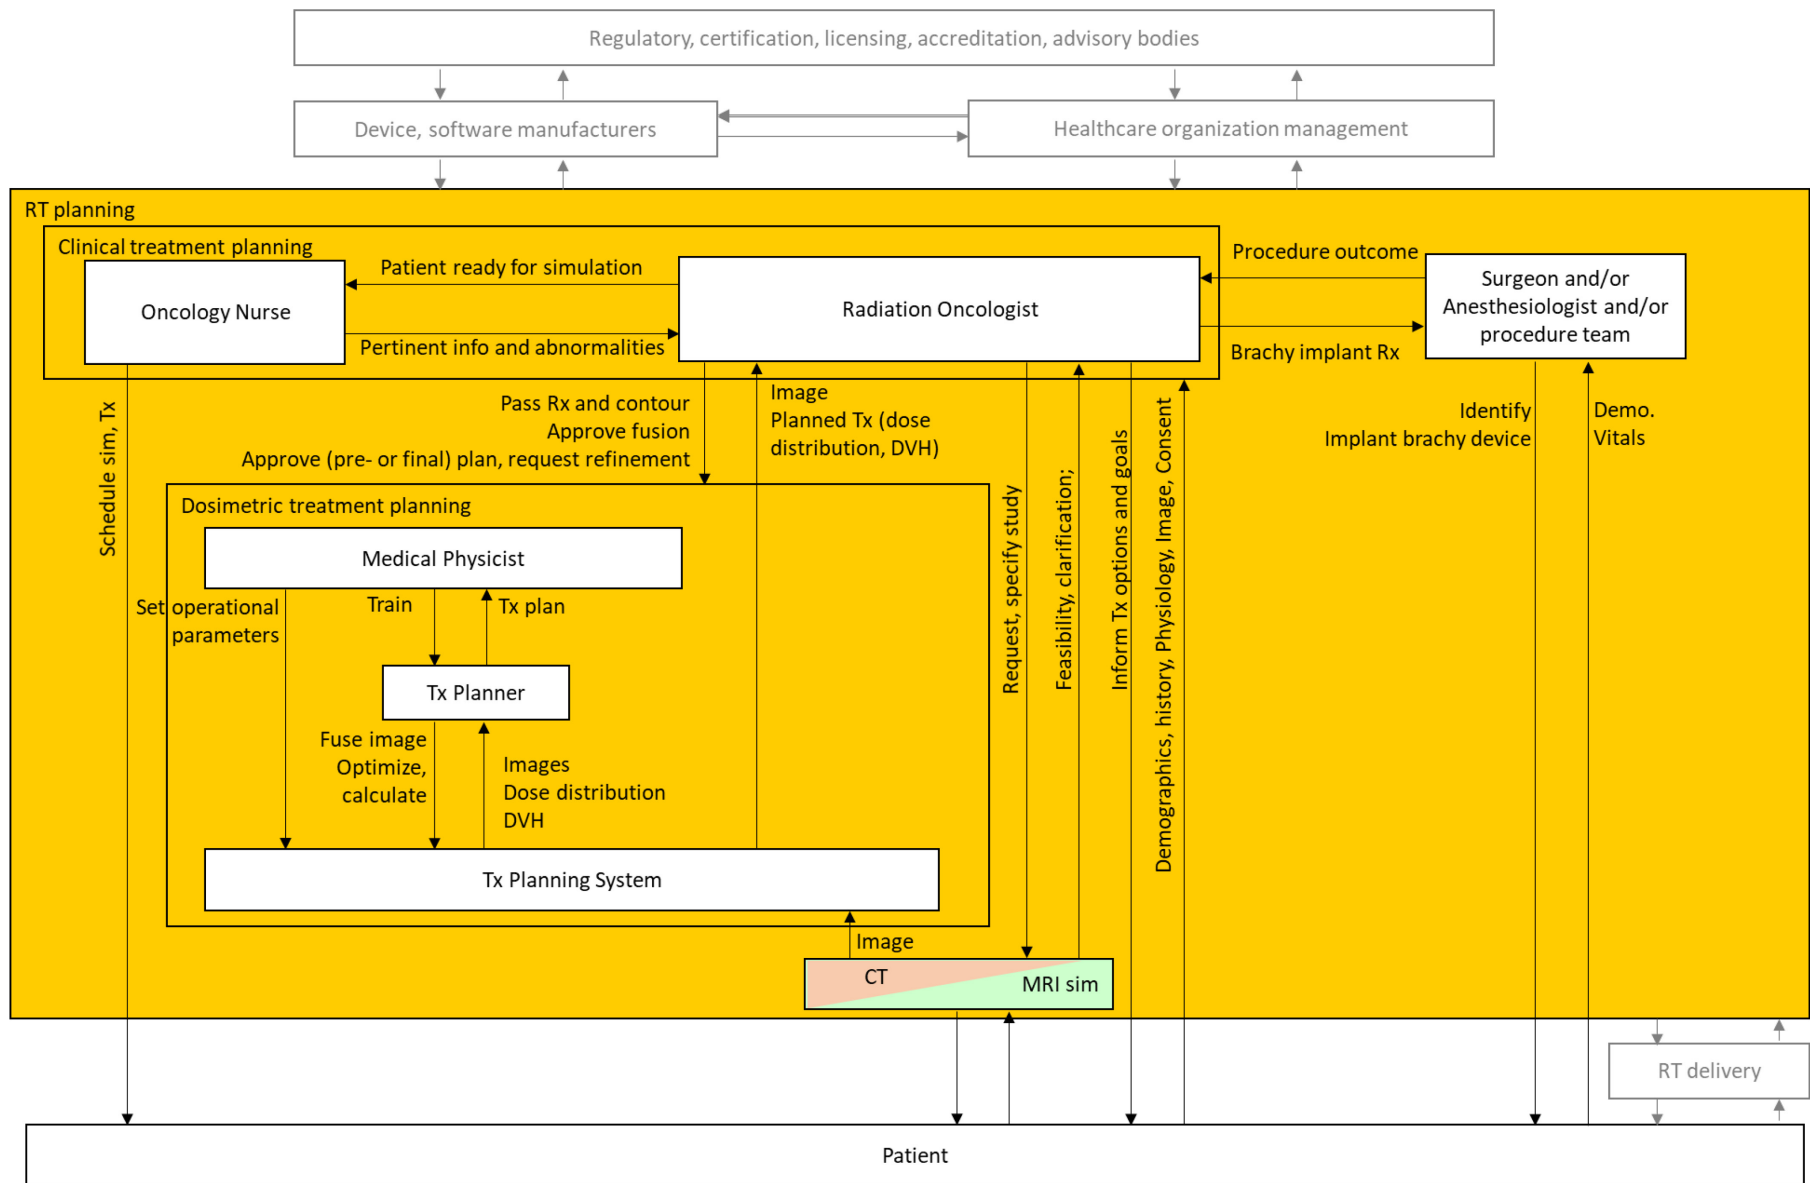 Regulatory, certification, licensing, accreditation, advisory bodies
Device, software manufacturers
Healthcare organization management
RT planning
Clinical treatment planning
Oncology Nurse
Patient ready for simulation
Pertinent info and abnormalities
Radiation Oncologist
Procedure outcome
Brachy implant Rx
Surgeon and/or
Anesthesiologist and/or
procedure team
Schedule sim, Tx
Pass Rx and contour
Approve fusion
Approve (pre- or final) plan, request refinement
Image
Planned Tx (dose
distribution, DVH)
Request, specify study
Feasibility, clarification;
Inform Tx options and goals
Demographics, history, Physiology, Image, Consent
Identify
Implant brachy device
Demo.
Vitals
Dosimetric treatment planning
Medical Physicist
Set operational
parameters
Train
Tx plan
Tx Planner
Fuse image
Optimize,
calculate
Images
Dose distribution
DVH
Tx Planning System
Image
CT
MRI sim
RT delivery
Patient